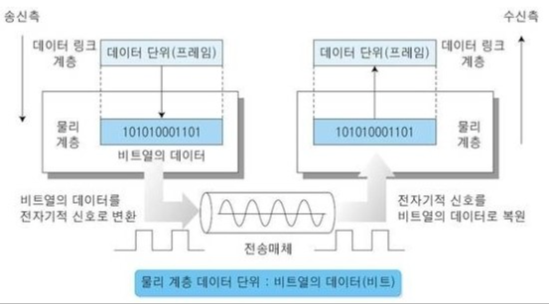 송신측
수신측
데이터 링크
계층
데이터 단위(프레임)
데이터 단위(프레임)
데이터 링크
계층
물리
계층
101010001101
비트열의 데이터
101010001101
물리
계층
비트열의 데이터를
전자기적 신호로 변환
전송매체
전자기적 신호를
비트열의 데이터로 복원
물리 계층 데이터 단위 : 비트열의 데이터(비트)